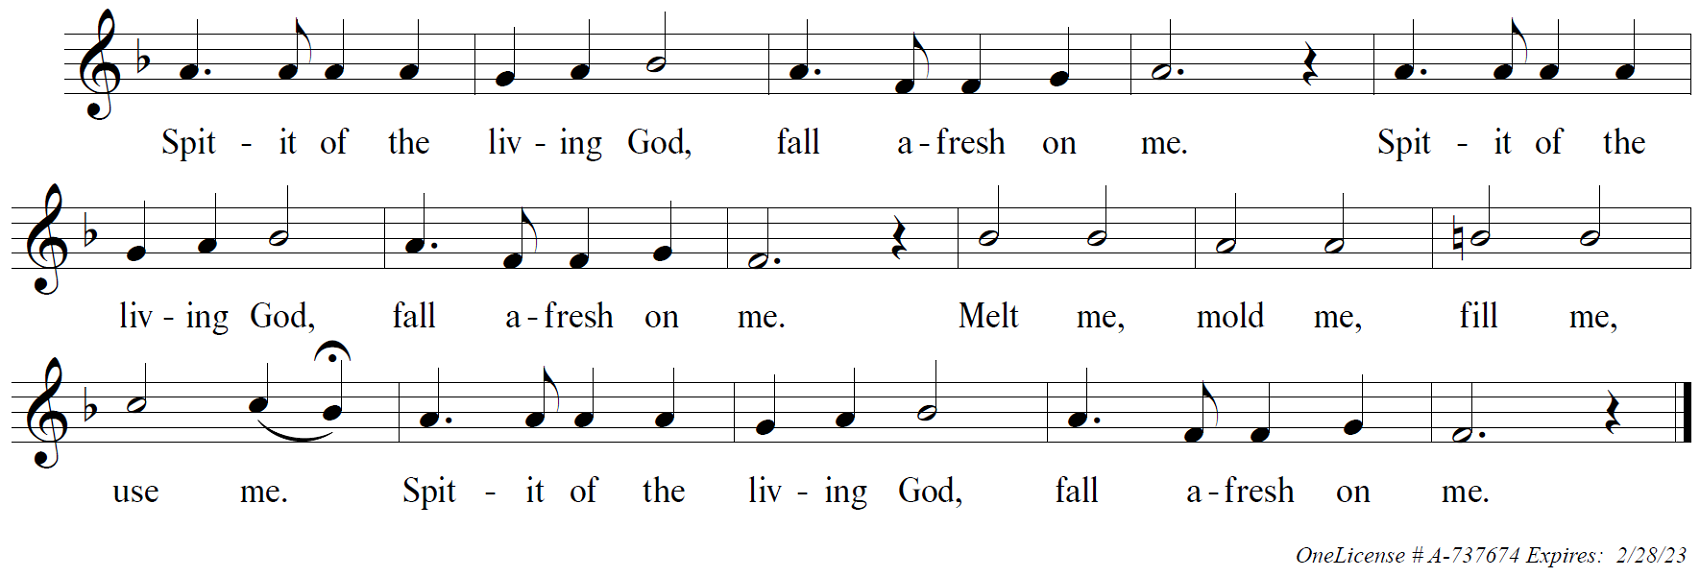 Spit - it of the liv - ing God, fall a - fresh on me. Spit - it of the
liv - ing God, fall a - fresh on me. Melt me, mold me, fill me,
use me. Spit - it of the liv - ing God, fall a - fresh on me.
OneLicense # A-737674 Expires: 2/28/23